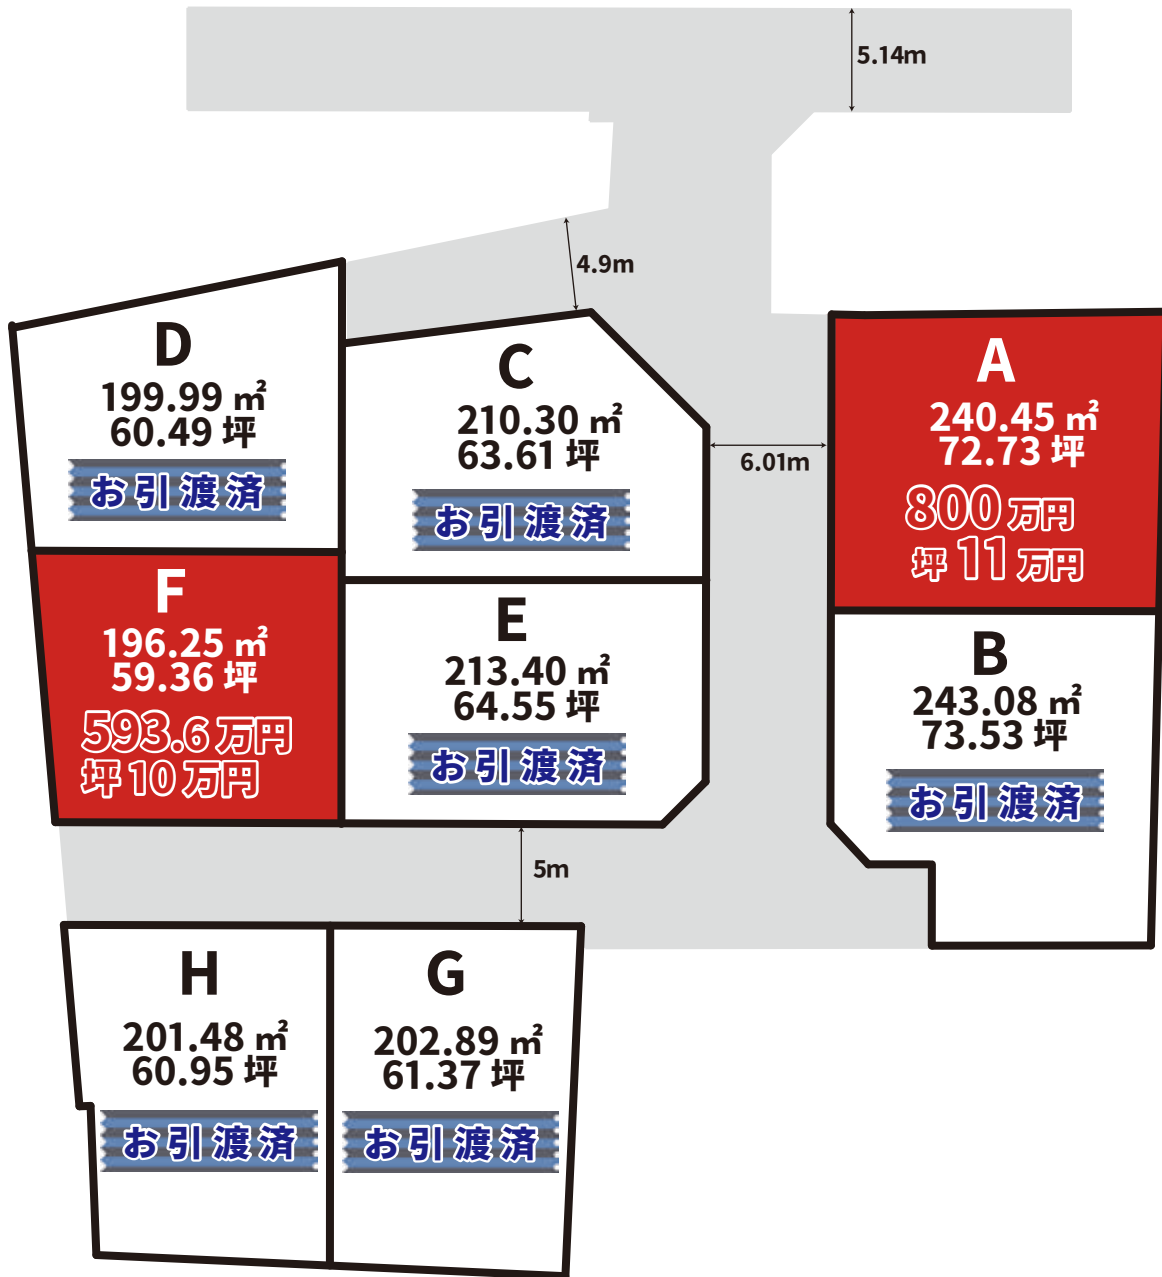 5.14m
4.9m
D
199.99 ㎡
60.49 坪
お引渡済
C
210.30 ㎡
63.61 坪
お引渡済
6.01m
A
240.45 ㎡
72.73 坪
800 万円
坪 11 万円
F
196.25 ㎡
59.36 坪
593.6 万円
坪 10 万円
E
213.40 ㎡
64.55 坪
お引渡済
B
243.08 ㎡
73.53 坪
お引渡済
5m
H
201.48 ㎡
60.95 坪
お引渡済
G
202.89 ㎡
61.37 坪
お引渡済